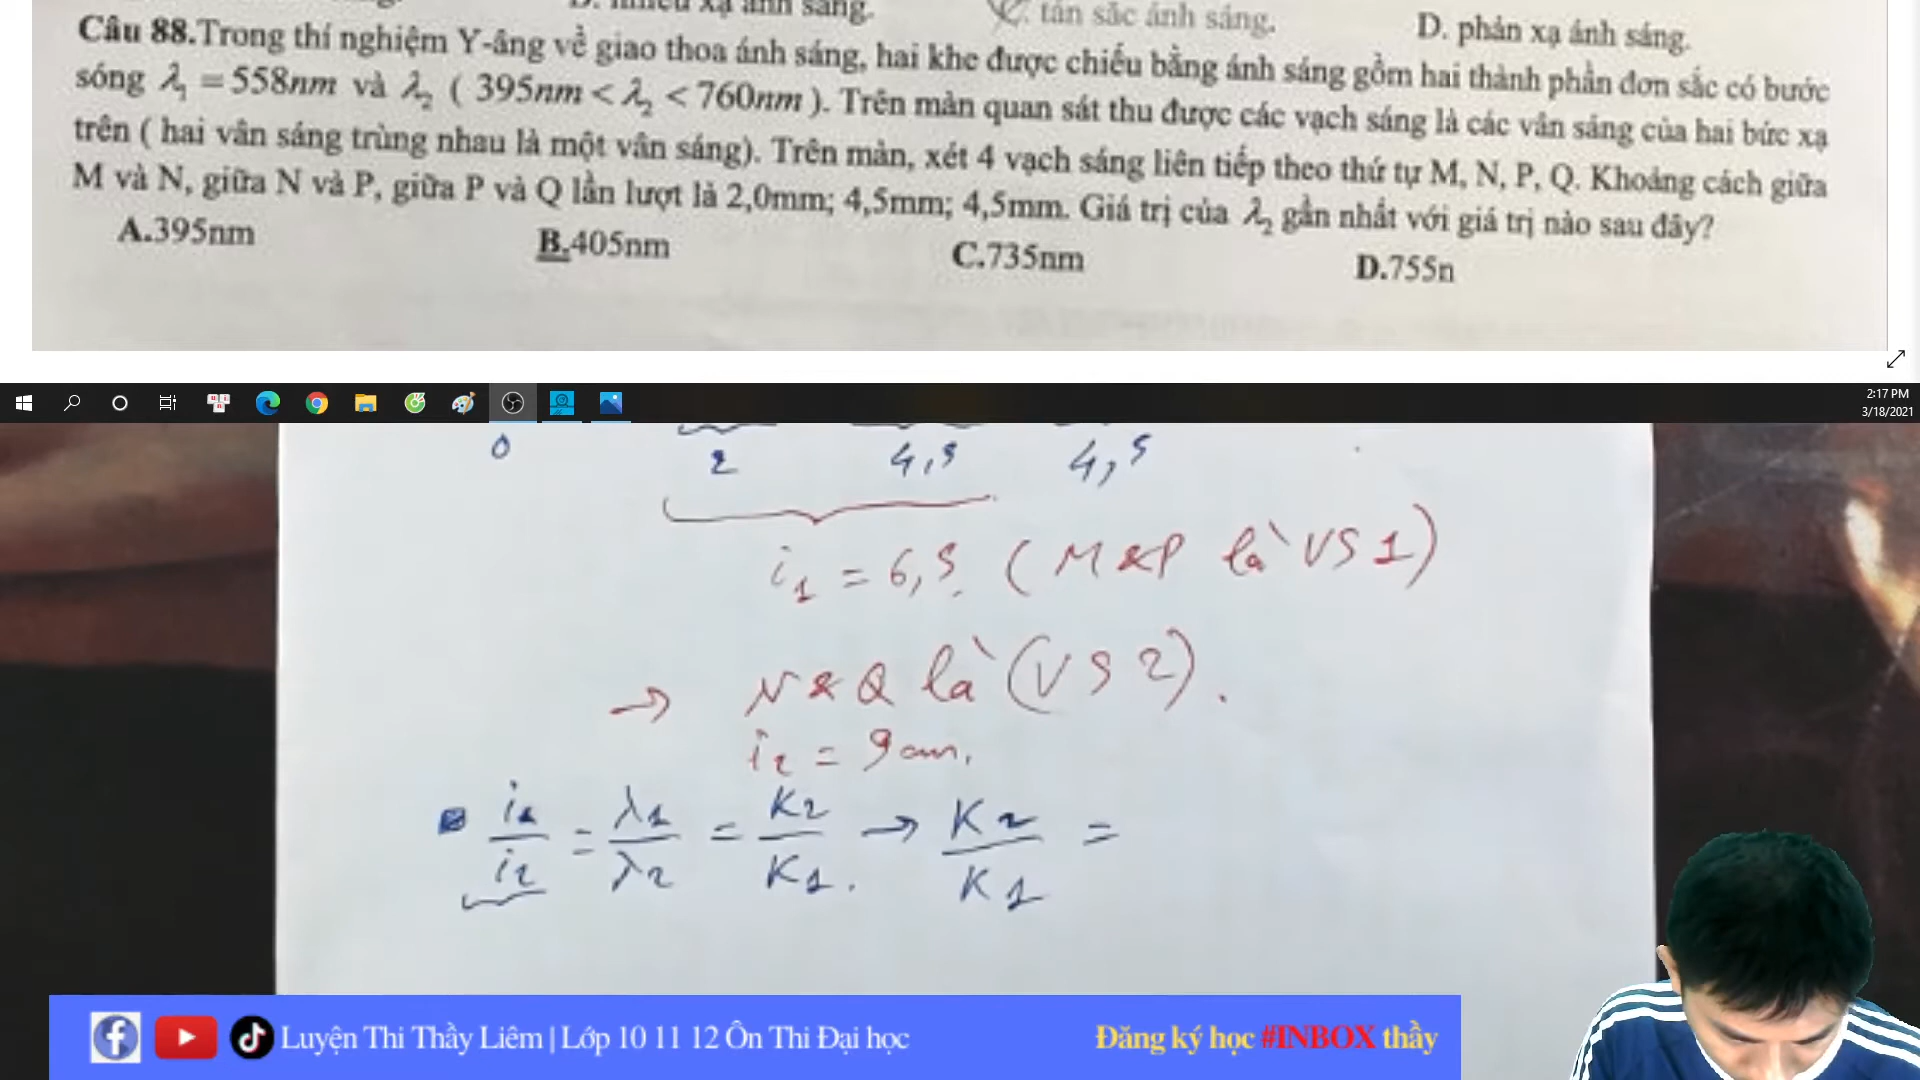 tán sắc ánh sáng.
D. phản xạ ánh sáng.
Câu 88.Trong thí nghiệm Y-âng về giao thoa ánh sáng, hai khe được chiếu bằng ánh sáng gồm hai thành phần đơn sắc có bước
sóng λ₁ = 558nm và λ₂ ( 395nm < λ₂ < 760nm ). Trên màn quan sát thu được các vạch sáng là các vân sáng của hai bức xạ
trên ( hai vân sáng trùng nhau là một vân sáng). Trên màn, xét 4 vạch sáng liên tiếp theo thứ tự M, N, P, Q. Khoảng cách giữa
M và N, giữa N và P, giữa P và Q lần lượt là 2,0mm; 4,5mm; 4,5mm. Giá trị của λ₂ gần nhất với giá trị nào sau đây?
A.395nm B.405nm C.735nm D.755n
2:17 PM
3/18/2021
0 2 4,5 4,5
i₁ = 6,5. ( M & P là VS 1)
→ N & Q là (VS 2).
i₂ = 9 mm.
i₁/i₂ = λ₁/λ₂ = K₂/K₁. → K₂/K₁ =
Luyện Thi Thầy Liêm | Lớp 10 11 12 Ôn Thi Đại học
Đăng ký học #INBOX thầy